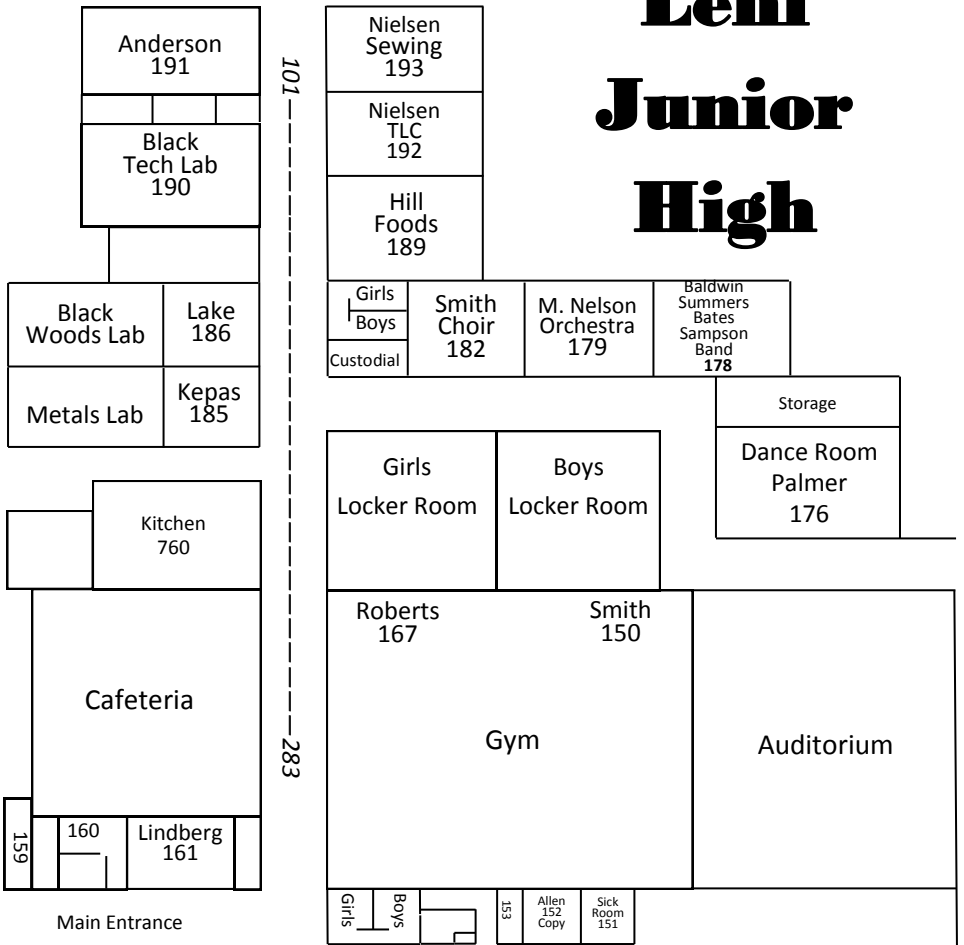 Lehi
Junior
High
Anderson
191
Black
Tech Lab
190
Black
Woods Lab
Lake
186
Metals Lab
Kepas
185
Kitchen
760
Cafeteria
159
160
Lindberg
161
Main Entrance
101
283
Nielsen
Sewing
193
Nielsen
TLC
192
Hill
Foods
189
Girls
Boys
Custodial
Smith
Choir
182
M. Nelson
Orchestra
179
Baldwin
Summers
Bates
Sampson
Band
178
Storage
Dance Room
Palmer
176
Girls
Locker Room
Boys
Locker Room
Roberts
167
Smith
150
Gym
Auditorium
Girls
Boys
153
Allen
152
Copy
Sick
Room
151